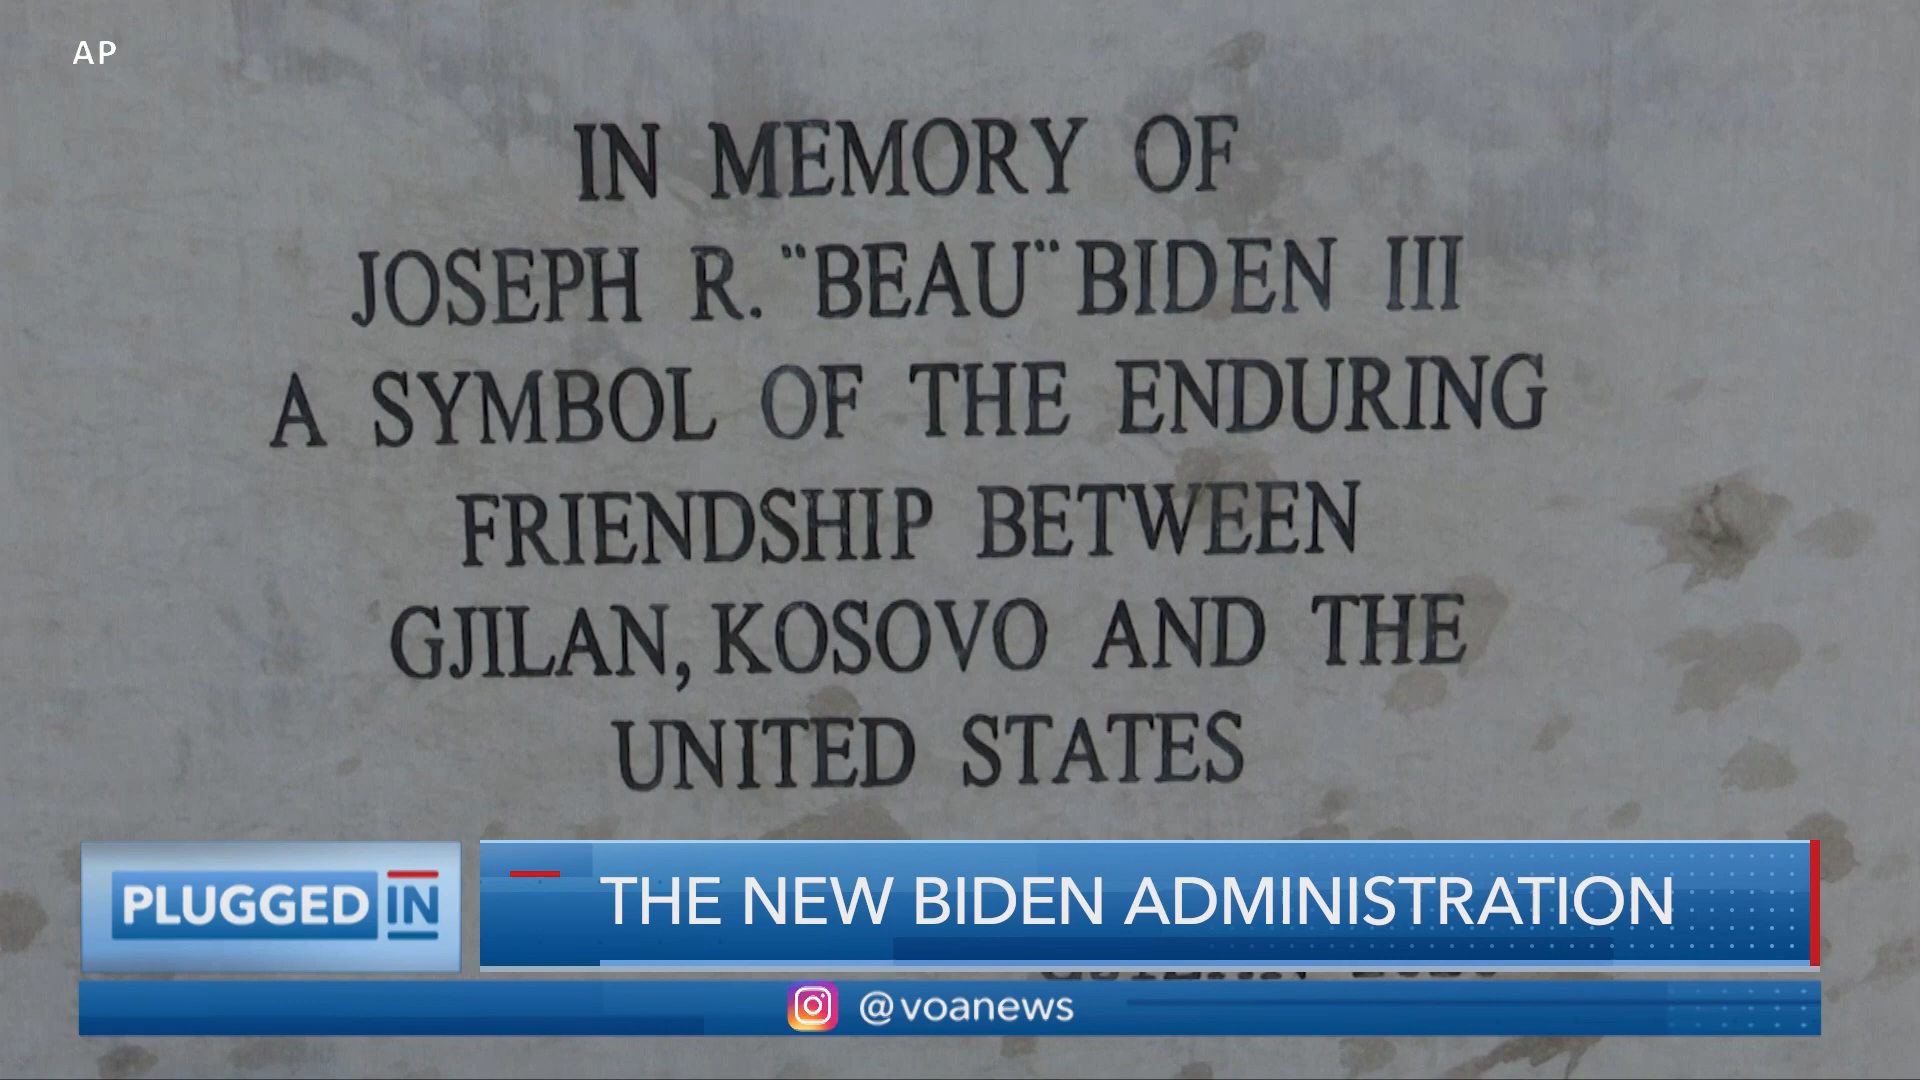 AP
IN MEMORY OF
JOSEPH R. "BEAU" BIDEN III
A SYMBOL OF THE ENDURING
FRIENDSHIP BETWEEN
GJILAN, KOSOVO AND THE
UNITED STATES
PLUGGED IN
THE NEW BIDEN ADMINISTRATION
@voanews